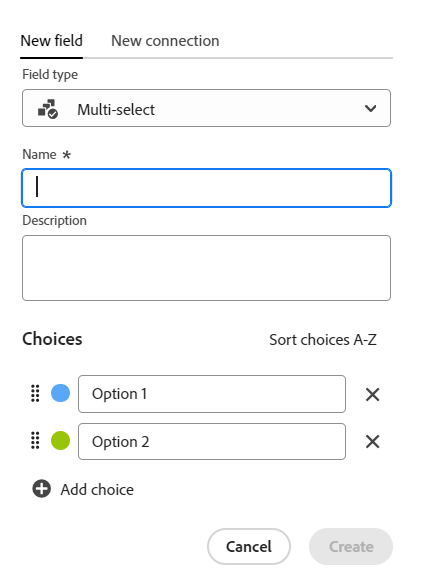 New field New connection
Field type
Multi-select
Name *
Description
Choices Sort choices A-Z
Option 1
Option 2
Add choice
Cancel Create